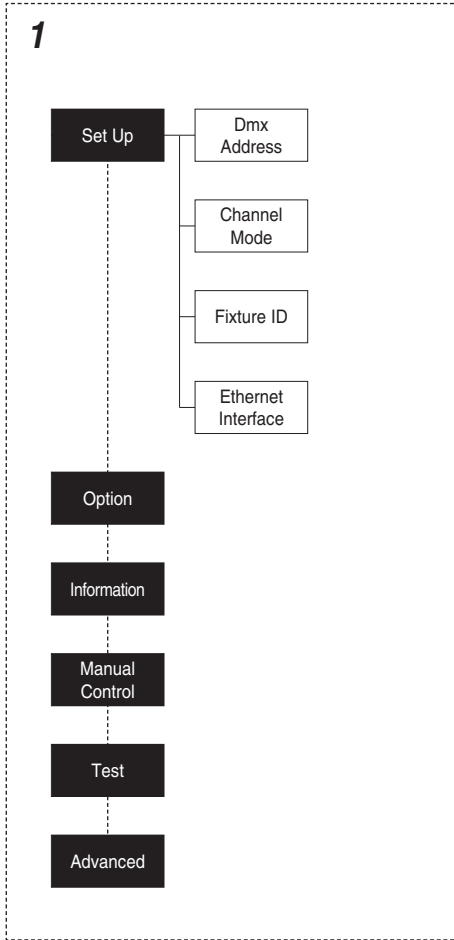 1
Set Up
Dmx
Address
Channel
Mode
Fixture ID
Ethernet
Interface
Option
Information
Manual
Control
Test
Advanced